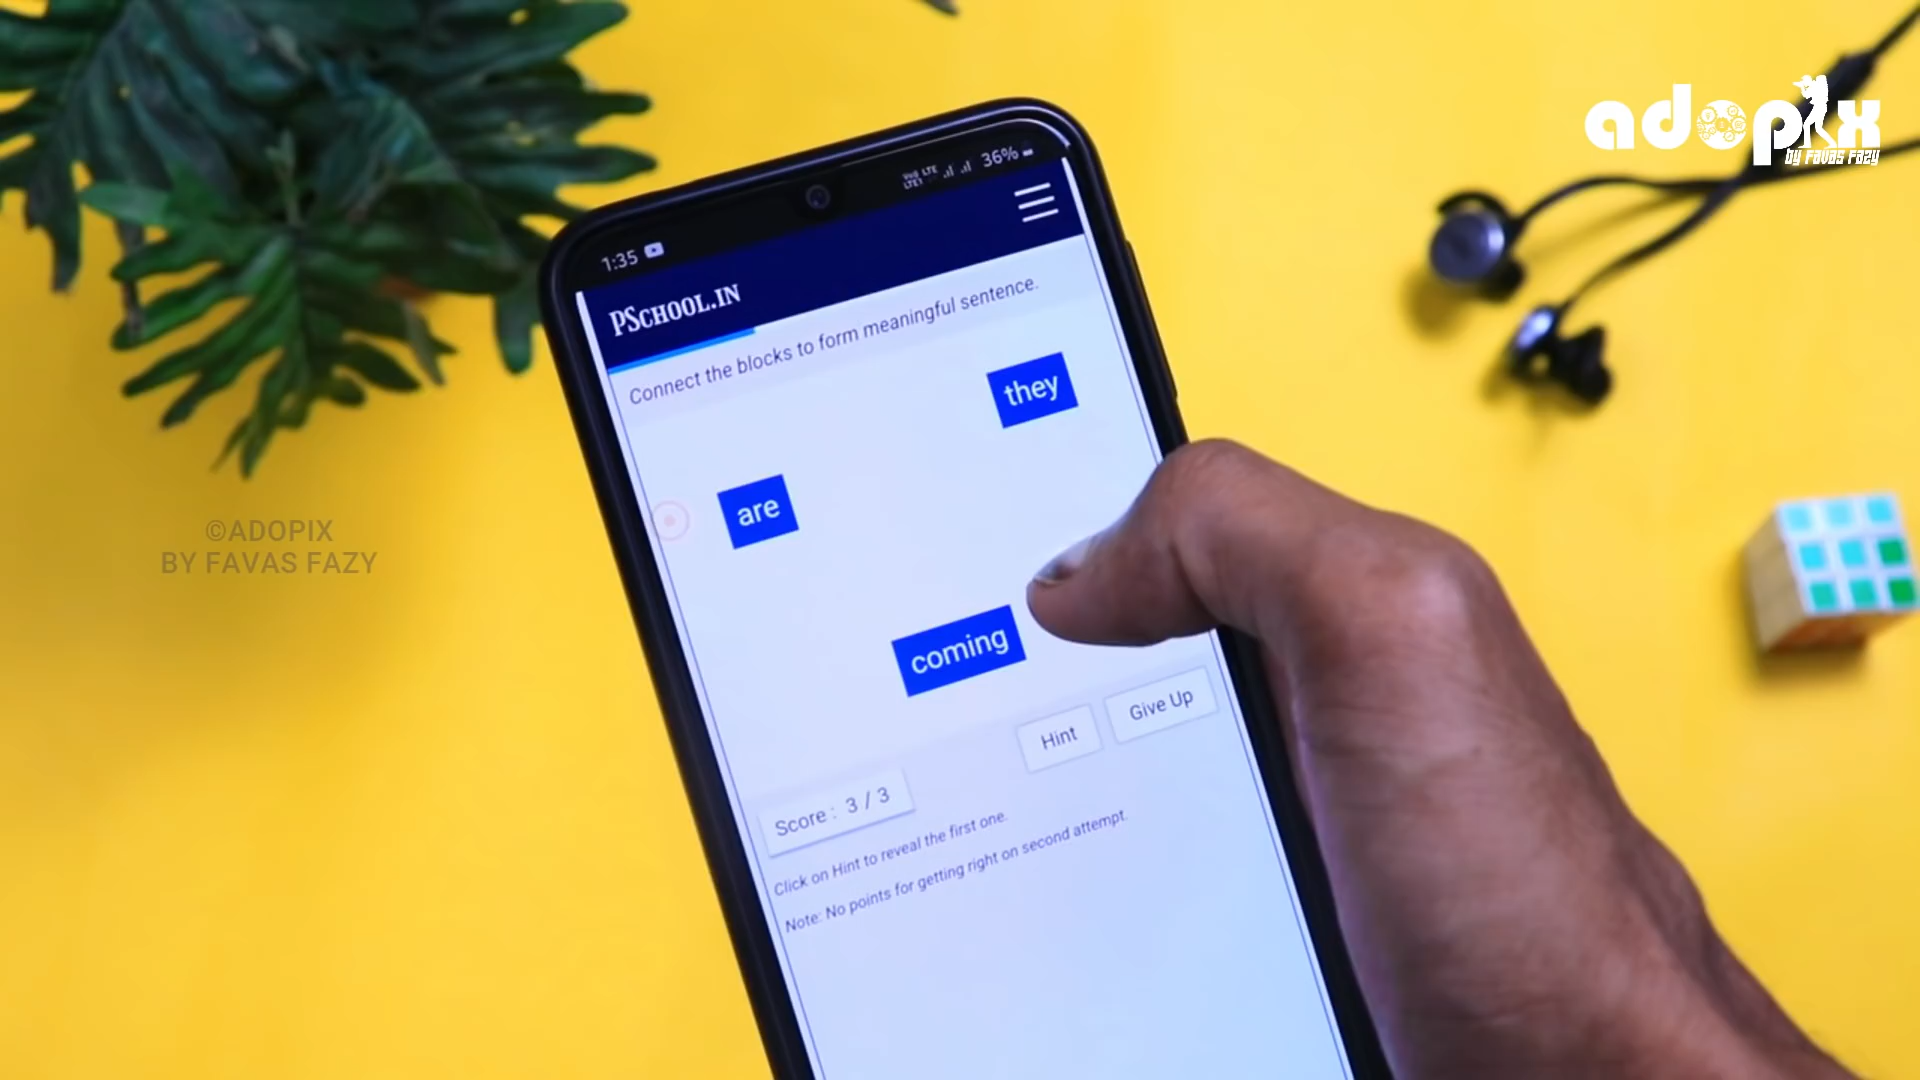 adopix
by FAVAS FAZY
1:35
36%
PSCHOOL.IN
Connect the blocks to form meaningful sentence.
they
are
coming
Hint
Give Up
Score : 3 / 3
Click on Hint to reveal the first one.
Note: No points for getting right on second attempt.
©ADOPIX
BY FAVAS FAZY